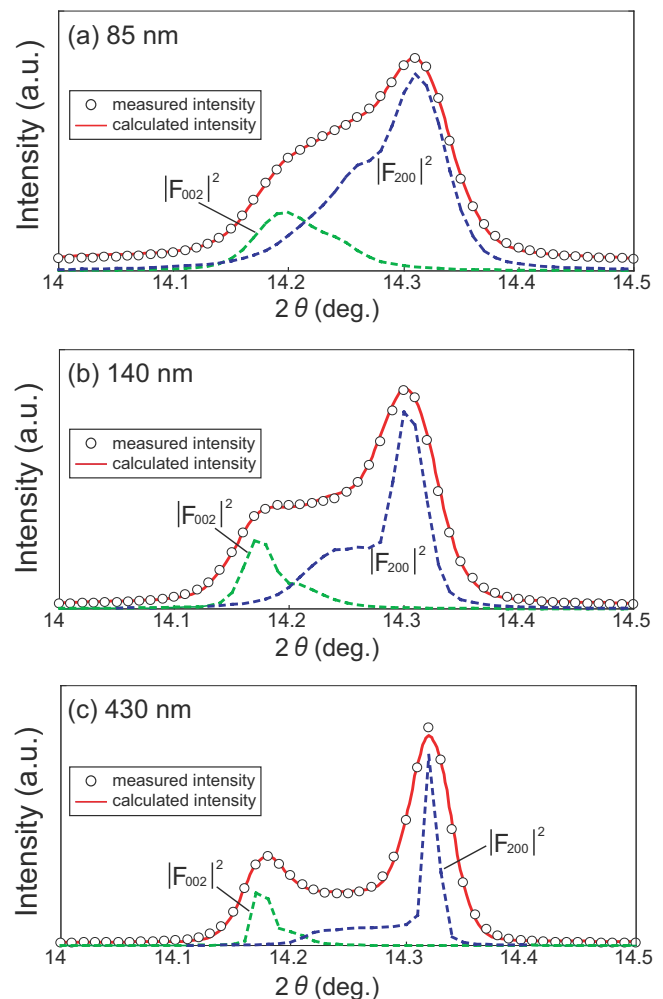 (a) 85 nm
Intensity (a.u.)
measured intensity
calculated intensity
|F002|²
|F200|²
14 14.1 14.2 14.3 14.4 14.5
2θ (deg.)
(b) 140 nm
Intensity (a.u.)
measured intensity
calculated intensity
|F002|²
|F200|²
14 14.1 14.2 14.3 14.4 14.5
2θ (deg.)
(c) 430 nm
Intensity (a.u.)
measured intensity
calculated intensity
|F002|²
|F200|²
14 14.1 14.2 14.3 14.4 14.5
2θ (deg.)